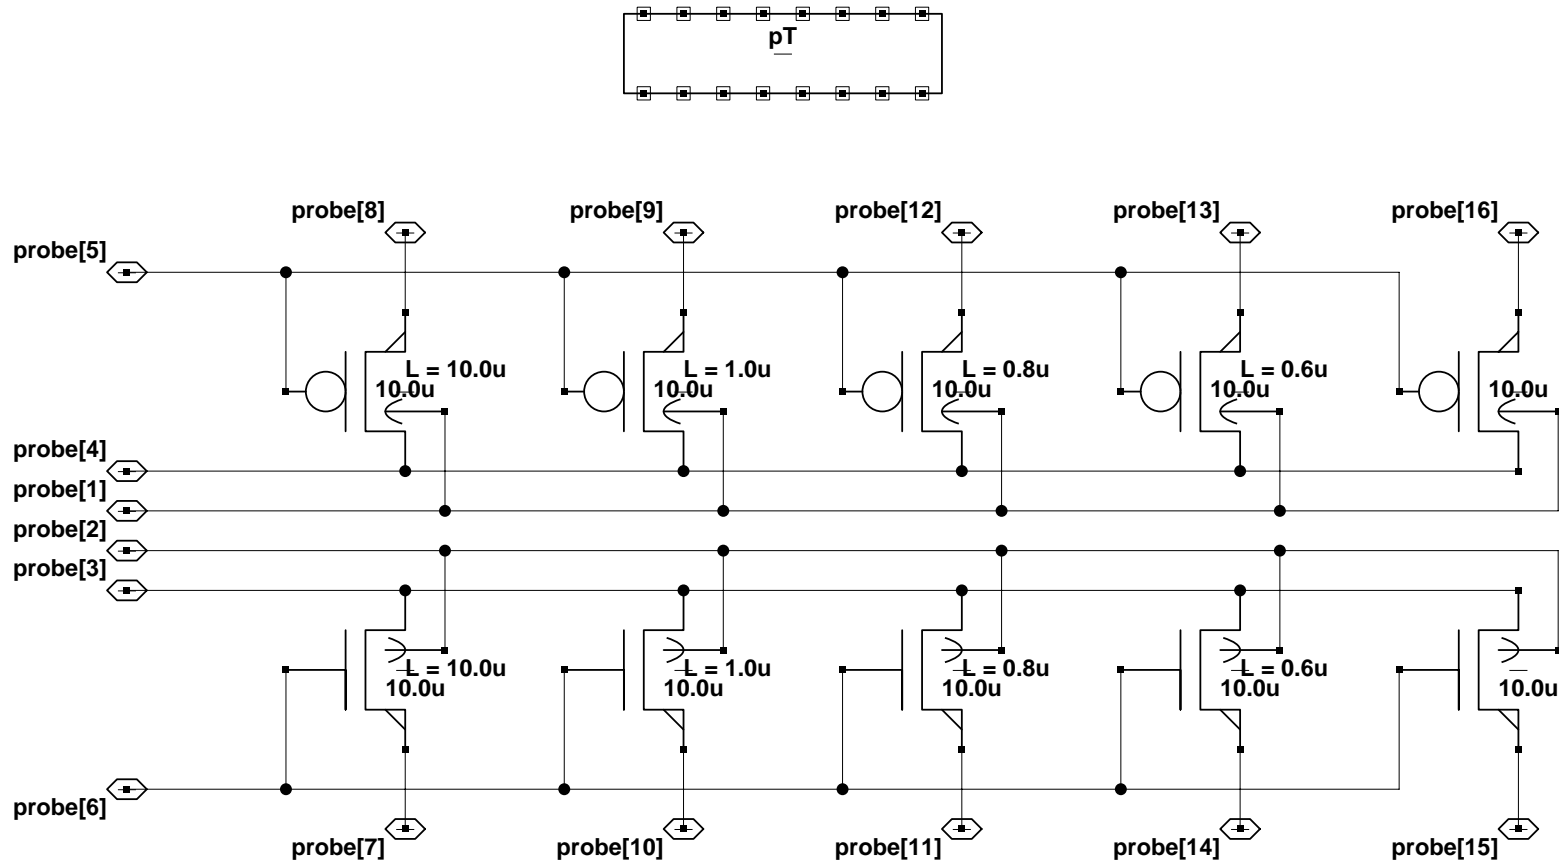 pT
probe[8] probe[9] probe[12] probe[13] probe[16]
probe[5]
L = 10.0u L = 1.0u L = 0.8u L = 0.6u
10.0u 10.0u 10.0u 10.0u 10.0u
probe[4]
probe[1]
probe[2]
probe[3]
L = 10.0u L = 1.0u L = 0.8u L = 0.6u
10.0u 10.0u 10.0u 10.0u 10.0u
probe[6]
probe[7] probe[10] probe[11] probe[14] probe[15]